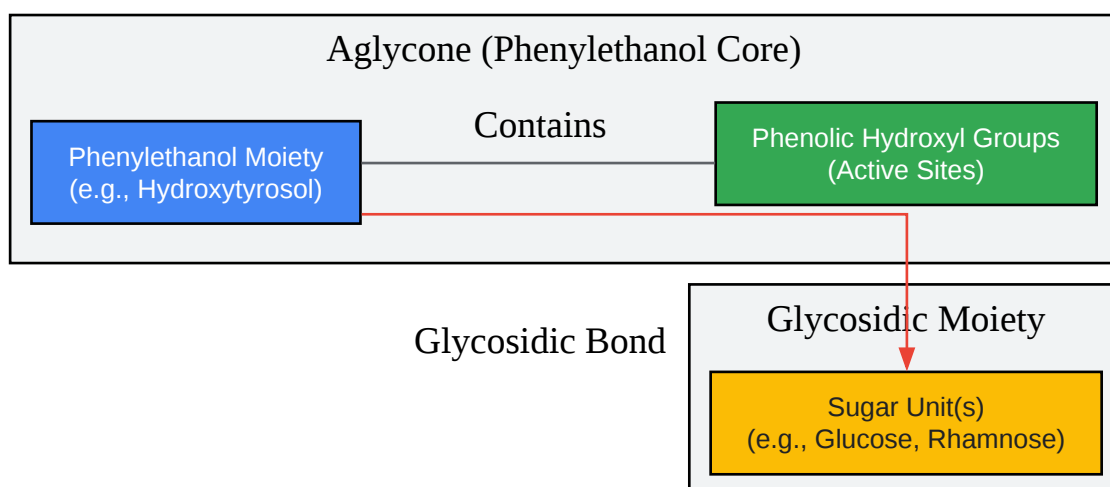 Aglycone (Phenylethanol Core)
Phenylethanol Moiety
(e.g., Hydroxytyrosol)
Contains
Phenolic Hydroxyl Groups
(Active Sites)
Glycosidic Bond
Glycosidic Moiety
Sugar Unit(s)
(e.g., Glucose, Rhamnose)